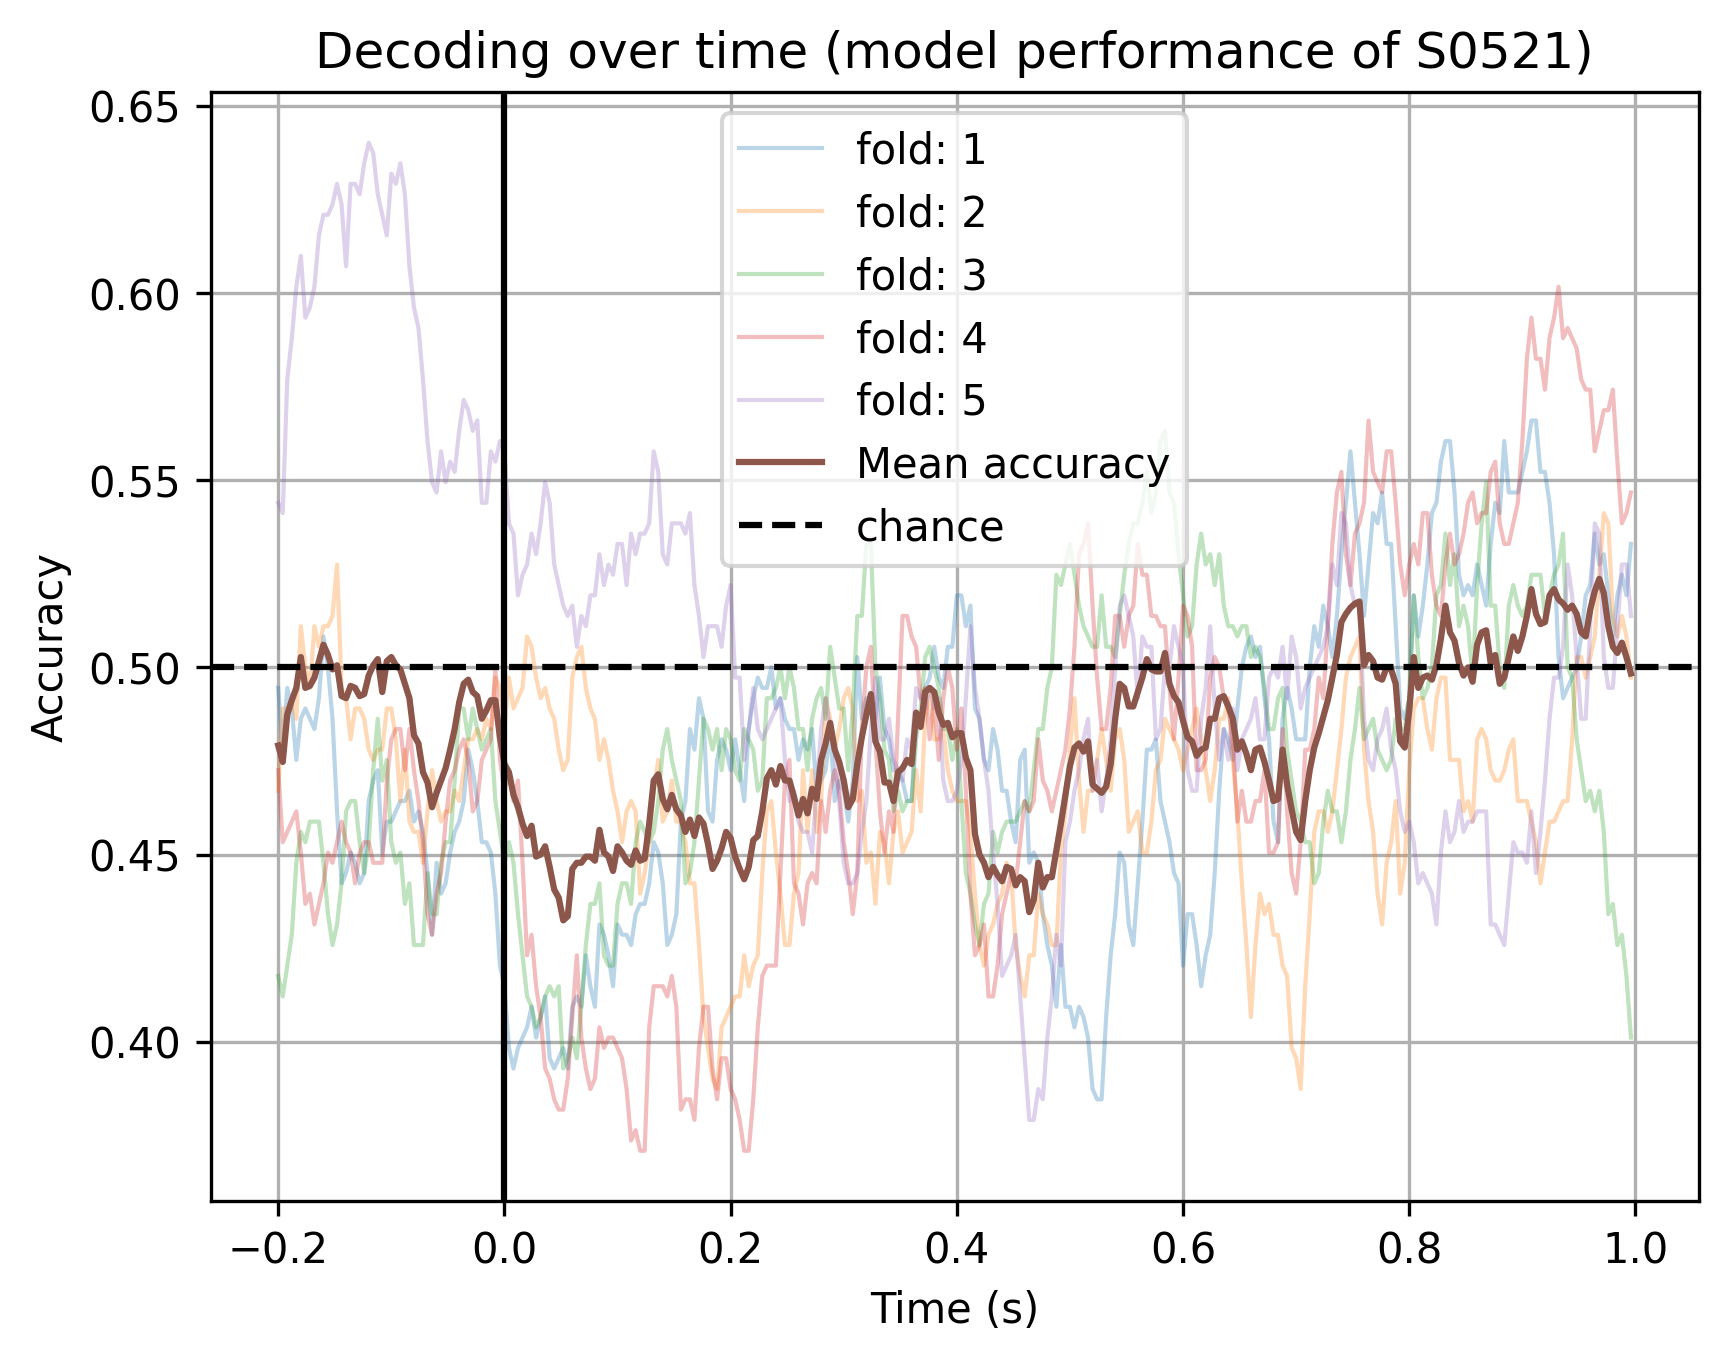 Decoding over time (model performance of S0521)
0.65
0.60
0.55
0.50
0.45
0.40
Accuracy
fold: 1
fold: 2
fold: 3
fold: 4
fold: 5
Mean accuracy
chance
−0.2
0.0
0.2
0.4
0.6
0.8
1.0
Time (s)